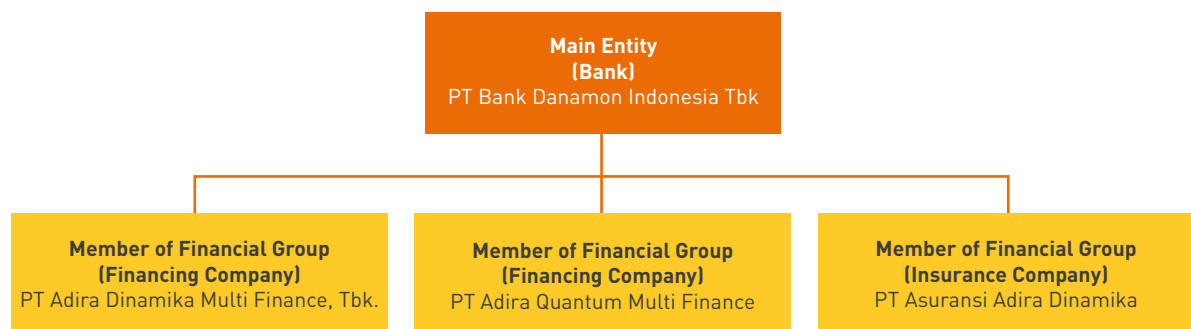 Main Entity
(Bank)
PT Bank Danamon Indonesia Tbk
Member of Financial Group
(Financing Company)
PT Adira Dinamika Multi Finance, Tbk.
Member of Financial Group
(Financing Company)
PT Adira Quantum Multi Finance
Member of Financial Group
(Insurance Company)
PT Asuransi Adira Dinamika